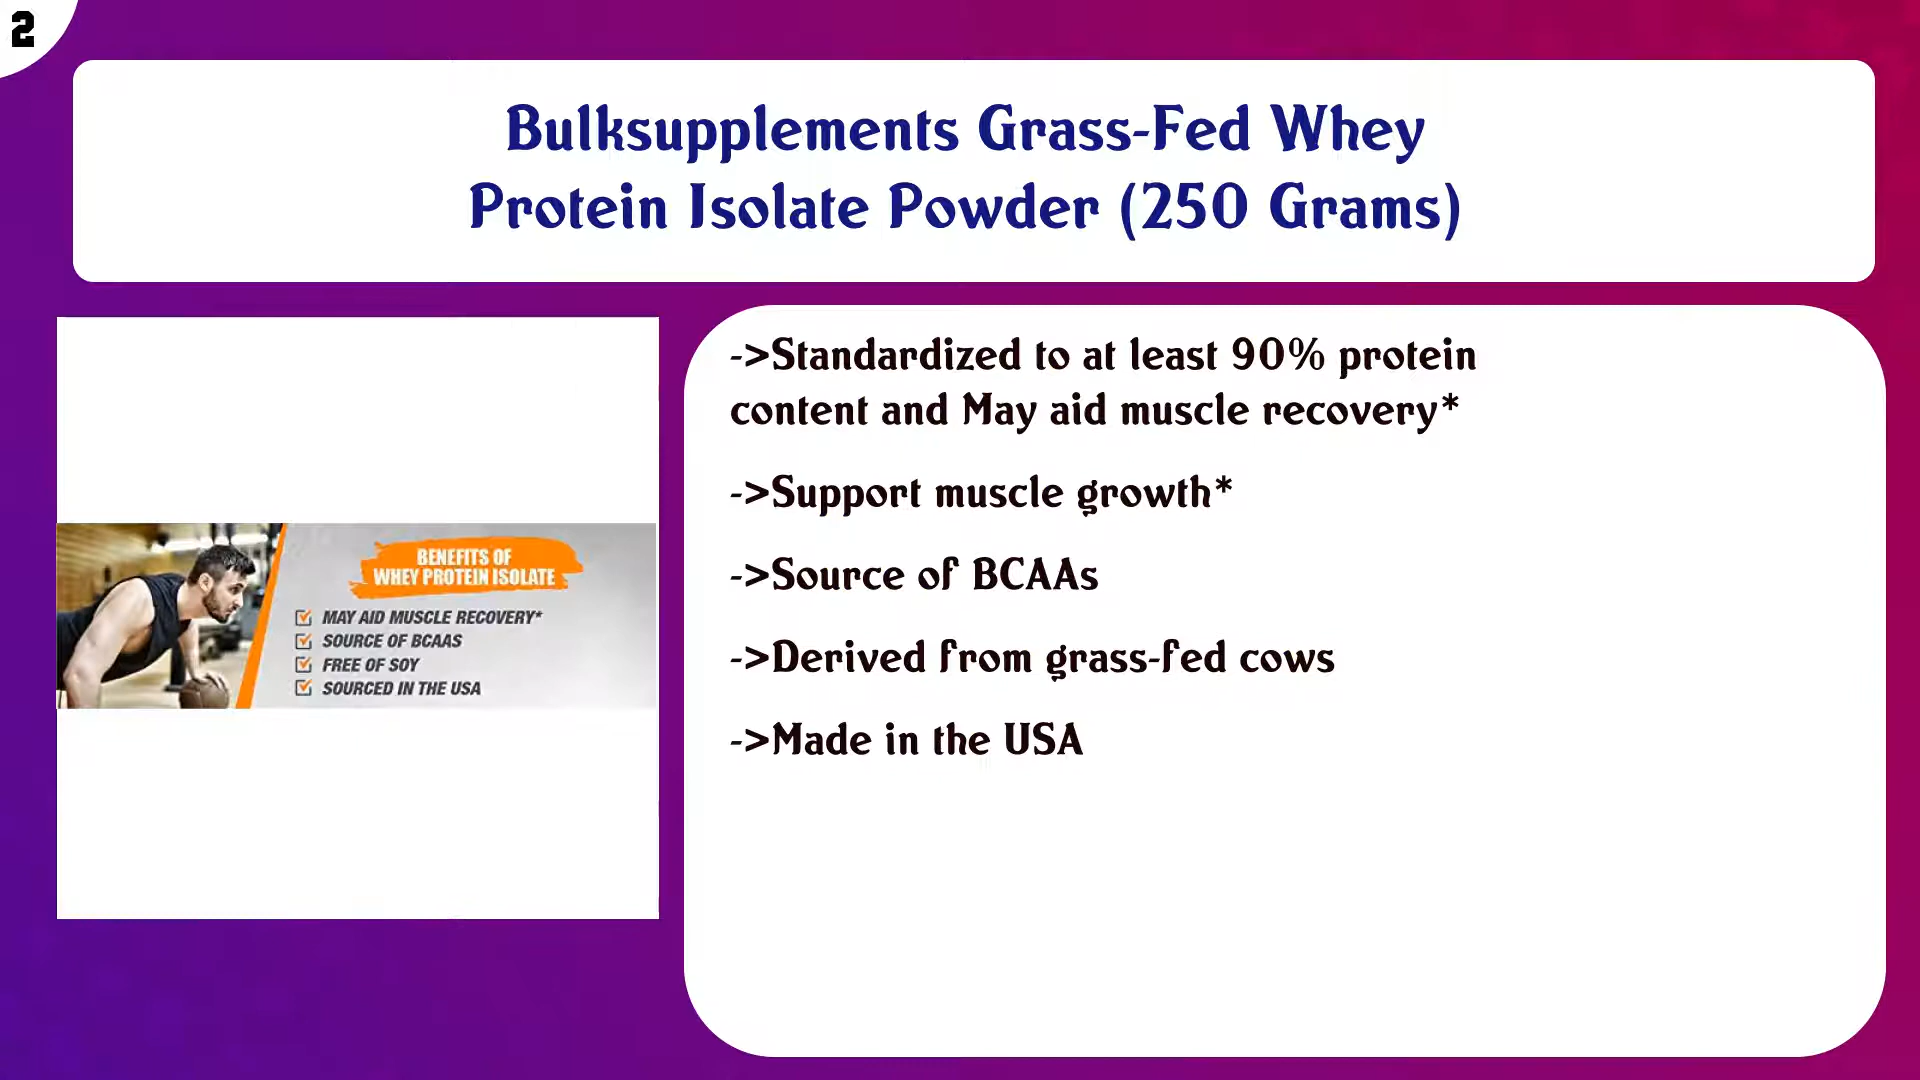 2
Bulksupplements Grass-Fed Whey
Protein Isolate Powder (250 Grams)
BENEFITS OF
WHEY PROTEIN ISOLATE
MAY AID MUSCLE RECOVERY*
SOURCE OF BCAAS
FREE OF SOY
SOURCED IN THE USA
->Standardized to at least 90% protein
content and May aid muscle recovery*
->Support muscle growth*
->Source of BCAAs
->Derived from grass-fed cows
->Made in the USA